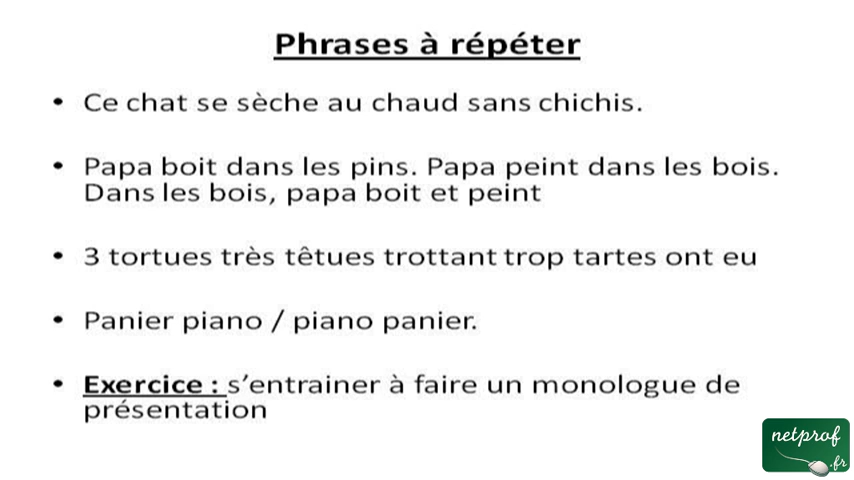 Phrases à répéter
• Ce chat se sèche au chaud sans chichis.
• Papa boit dans les pins. Papa peint dans les bois.
Dans les bois, papa boit et peint
• 3 tortues très têtues trottant trop tartes ont eu
• Panier piano / piano panier.
• Exercice : s’entrainer à faire un monologue de
présentation
netprof
.fr